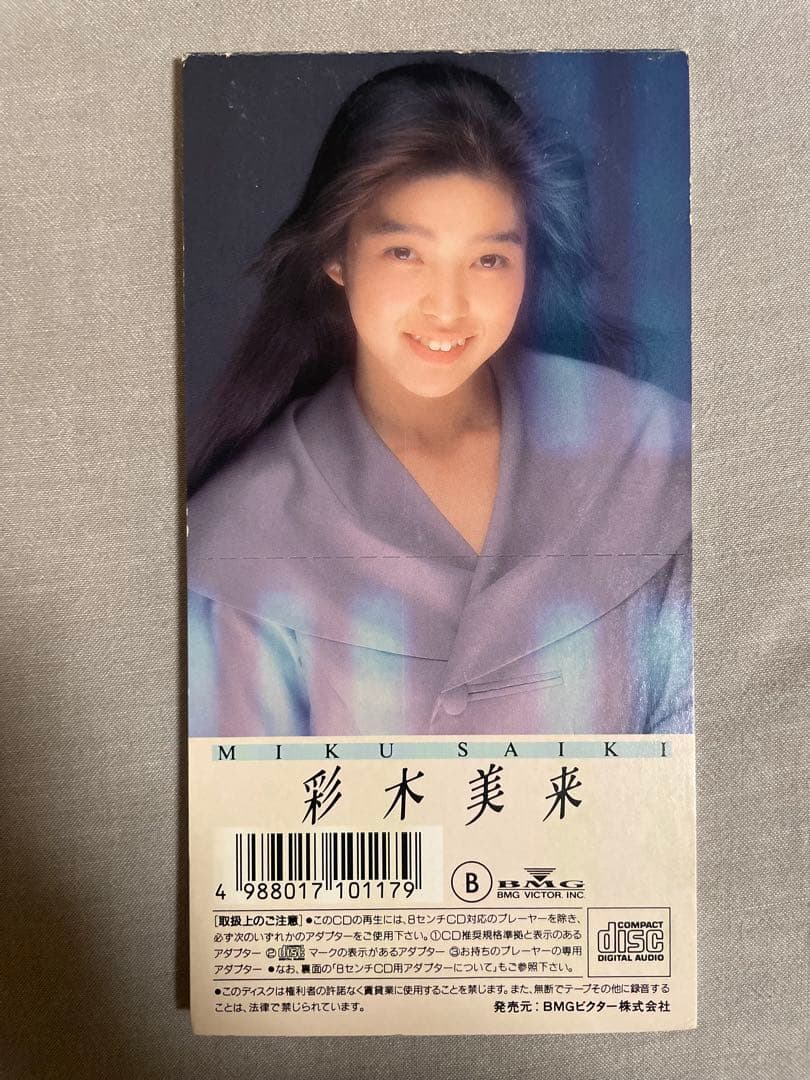 MIKU SAIKI
彩木美来
4 988017 101179
B
BMG
BMG VICTOR, INC.
[取扱上のご注意] ●このCDの再生には、8センチCD対応のプレーヤーを除き、
必ず次のいずれかのアダプターをご使用下さい。①CD推奨規格準拠と表示のある
アダプター ② disc マークの表示があるアダプター ③お持ちのプレーヤーの専用
アダプター ●なお、裏面の「8センチCD用アダプターについて」もご参照下さい。
COMPACT
disc
DIGITAL AUDIO
●このディスクは権利者の許諾なく賃貸業に使用することを禁じます。また、無断でテープその他に録音する
ことは、法律で禁じられています。
発売元：BMGビクター株式会社